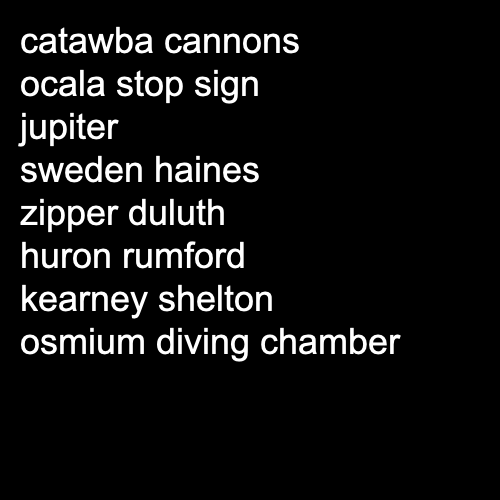 catawba cannons
ocala stop sign
jupiter
sweden haines
zipper duluth
huron rumford
kearney shelton
osmium diving chamber